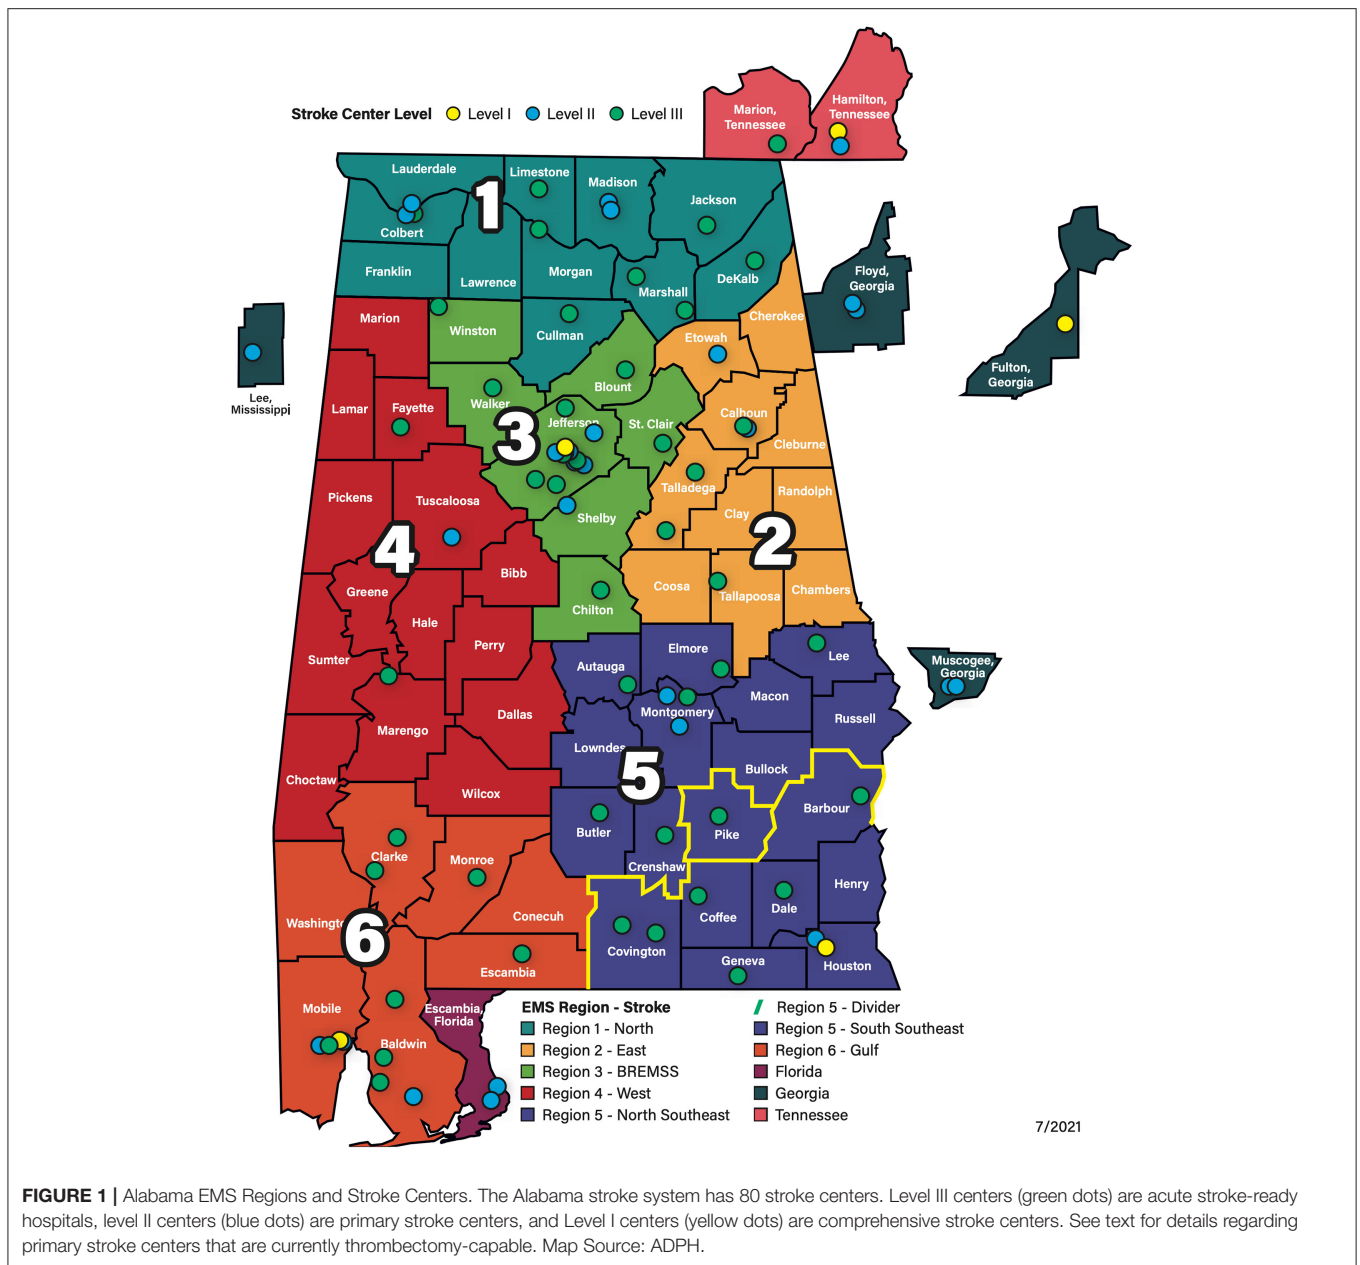 Marion,
Tennessee
Hamilton,
Tennessee
Stroke Center Level Level I Level II Level III
Lauderdale
Limestone
Madison
Jackson
1
Colbert
Franklin
Lawrence
Morgan
Marshall
DeKalb
Floyd,
Georgia
Fulton,
Georgia
Lee,
Mississippi
Marion
Winston
Cullman
Cherokee
Etowah
Blount
Walker
Lamar
Fayette
Jefferson
St. Clair
Calhoun
Cleburne
3
Pickens
Tuscaloosa
Shelby
Talladega
Clay
Randolph
4
2
Greene
Bibb
Hale
Chilton
Coosa
Tallapoosa
Chambers
Perry
Sumter
Autauga
Elmore
Lee
Muscogee,
Georgia
Macon
Marengo
Dallas
Montgomery
Russell
Lowndes
5
Bullock
Choctaw
Wilcox
Butler
Pike
Barbour
Clarke
Monroe
Crenshaw
Henry
Washingto
6
Conecuh
Coffee
Dale
Covington
Escambia
Geneva
Houston
Mobile
Escambia,
Florida
Baldwin
EMS Region - Stroke
Region 1 - North
Region 2 - East
Region 3 - BREMSS
Region 4 - West
Region 5 - North Southeast
Region 5 - Divider
Region 5 - South Southeast
Region 6 - Gulf
Florida
Georgia
Tennessee
7/2021
FIGURE 1 | Alabama EMS Regions and Stroke Centers. The Alabama stroke system has 80 stroke centers. Level III centers (green dots) are acute stroke-ready
hospitals, level II centers (blue dots) are primary stroke centers, and Level I centers (yellow dots) are comprehensive stroke centers. See text for details regarding
primary stroke centers that are currently thrombectomy-capable. Map Source: ADPH.